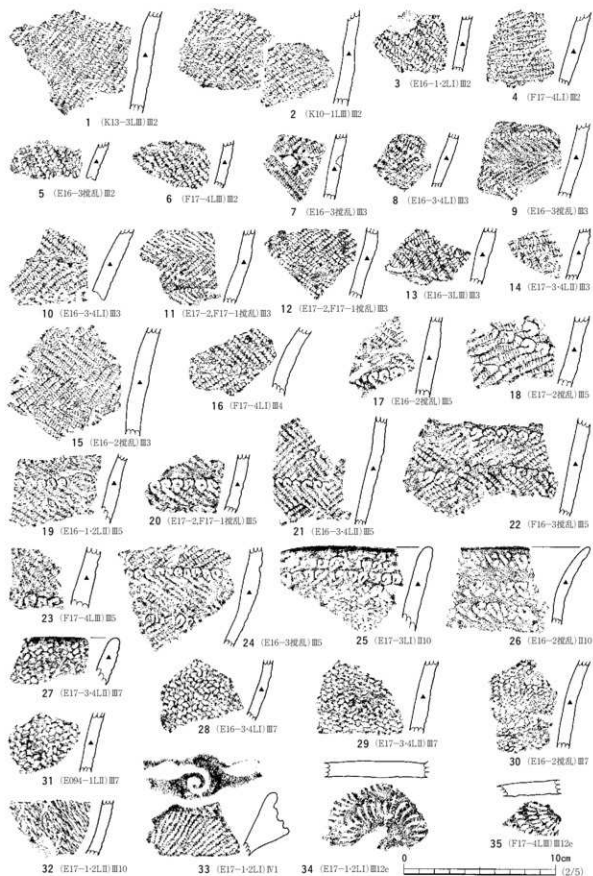 1 (K13-3LⅢ)Ⅲ2
2 (K10-1LⅢ)Ⅲ2
3 (E16-1･2LⅠ)Ⅲ2
4 (F17-4LⅠ)Ⅲ2
5 (E16-3撹乱)Ⅲ2
6 (F17-4LⅢ)Ⅲ2
7 (E16-3撹乱)Ⅲ3
8 (E16-3･4LⅠ)Ⅲ3
9 (E16-3撹乱)Ⅲ3
10 (E16-3･4LⅠ)Ⅲ3
11 (E17-2,F17-1撹乱)Ⅲ3
12 (E17-2,F17-1撹乱)Ⅲ3
13 (E16-3LⅢ)Ⅲ3
14 (E17-3･4LⅡ)Ⅲ3
15 (E16-2撹乱)Ⅲ3
16 (F17-4LⅠ)Ⅲ4
17 (E16-2撹乱)Ⅲ5
18 (E17-2撹乱)Ⅲ5
19 (E16-1･2LⅡ)Ⅲ5
20 (E17-2,F17-1撹乱)Ⅲ5
21 (E16-3･4LⅡ)Ⅲ5
22 (F16-3撹乱)Ⅲ5
23 (F17-4LⅢ)Ⅲ5
24 (E16-3撹乱)Ⅲ5
25 (E17-3LⅠ)Ⅱ10
26 (E16-2撹乱)Ⅱ10
27 (E17-3･4LⅡ)Ⅲ7
28 (E16-3･4LⅠ)Ⅲ7
29 (E17-3･4LⅡ)Ⅲ7
30 (E16-2撹乱)Ⅲ7
31 (E094-1LⅡ)Ⅲ7
32 (E17-1･2LⅡ)Ⅲ10
33 (E17-1･2LⅠ)Ⅳ1
34 (E17-1･2LⅠ)Ⅲ12e
35 (F17-4LⅢ)Ⅲ12e
0 10cm
(2/5)